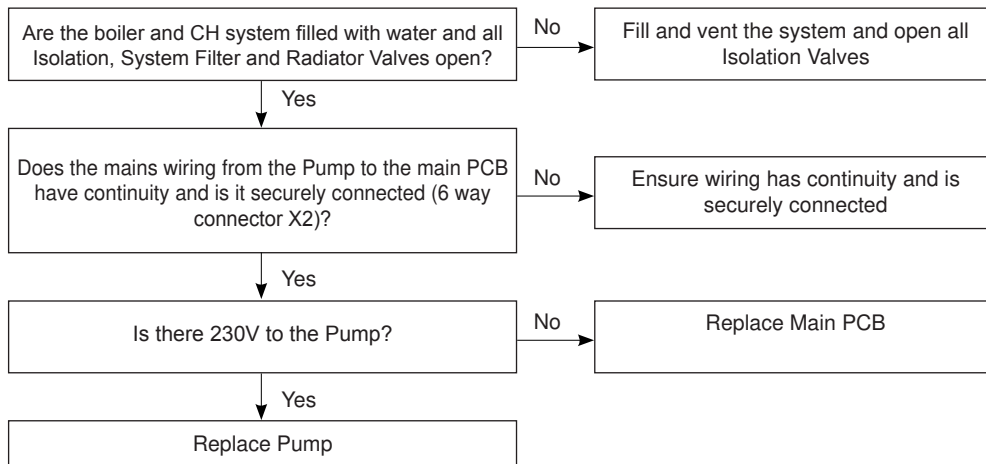 Are the boiler and CH system filled with water and all
Isolation, System Filter and Radiator Valves open?
No
Fill and vent the system and open all
Isolation Valves
Yes
Does the mains wiring from the Pump to the main PCB
have continuity and is it securely connected (6 way
connector X2)?
No
Ensure wiring has continuity and is
securely connected
Yes
Is there 230V to the Pump?
No
Replace Main PCB
Yes
Replace Pump